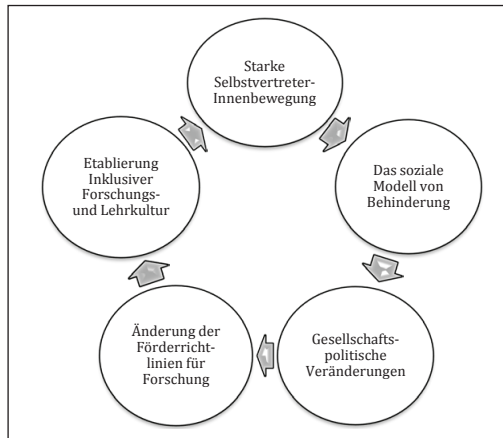 Starke
Selbstvertreter-
Innenbewegung
Das soziale
Modell von
Behinderung
Gesellschafts-
politische
Veränderungen
Änderung der
Förderricht-
linien für
Forschung
Etablierung
Inklusiver
Forschungs-
und Lehrkultur